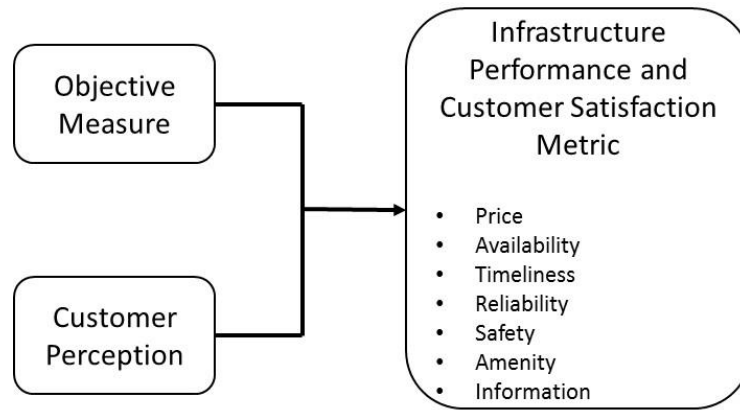 Objective
Measure
Customer
Perception
Infrastructure
Performance and
Customer Satisfaction
Metric
• Price
• Availability
• Timeliness
• Reliability
• Safety
• Amenity
• Information